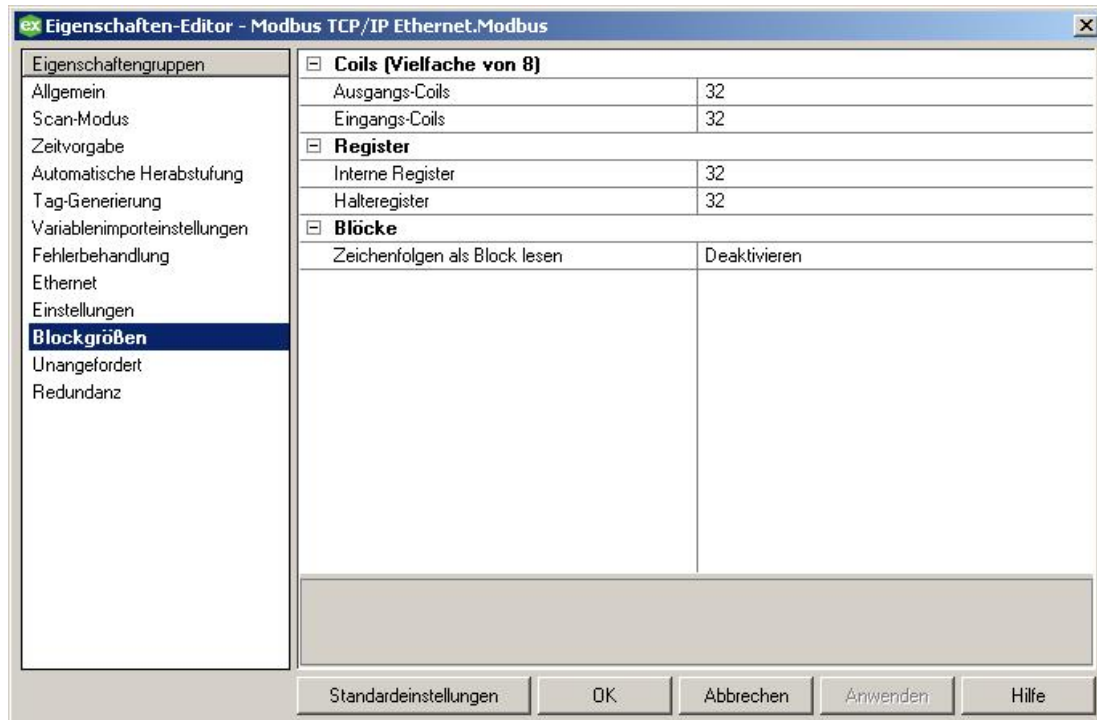 ex Eigenschaften-Editor - Modbus TCP/IP Ethernet.Modbus
Eigenschaftengruppen
Allgemein
Scan-Modus
Zeitvorgabe
Automatische Herabstufung
Tag-Generierung
Variablenimporteinstellungen
Fehlerbehandlung
Ethernet
Einstellungen
Blockgrößen
Unangefordert
Redundanz
Coils (Vielfache von 8)
Ausgangs-Coils 32
Eingangs-Coils 32
Register
Interne Register 32
Halteregister 32
Blöcke
Zeichenfolgen als Block lesen Deaktivieren
Standardeinstellungen OK Abbrechen Anwenden Hilfe